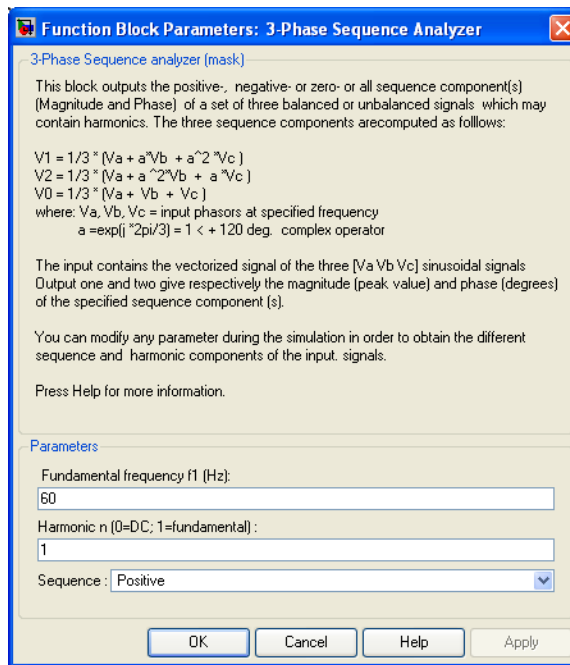 Function Block Parameters: 3-Phase Sequence Analyzer
3-Phase Sequence analyzer (mask)
This block outputs the positive-, negative- or zero- or all sequence component(s)
(Magnitude and Phase) of a set of three balanced or unbalanced signals which may
contain harmonics. The three sequence components arecomputed as folllows:
V1 = 1/3 * (Va + a*Vb + a^2 *Vc )
V2 = 1/3 * (Va + a ^2*Vb + a *Vc )
V0 = 1/3 * (Va + Vb + Vc )
where: Va, Vb, Vc = input phasors at specified frequency
a =exp(j *2pi/3) = 1 < + 120 deg. complex operator
The input contains the vectorized signal of the three [Va Vb Vc] sinusoidal signals
Output one and two give respectively the magnitude (peak value) and phase (degrees)
of the specified sequence component (s).
You can modify any parameter during the simulation in order to obtain the different
sequence and harmonic components of the input. signals.
Press Help for more information.
Parameters
Fundamental frequency f1 (Hz):
60
Harmonic n (0=DC; 1=fundamental) :
1
Sequence : Positive
OK Cancel Help Apply